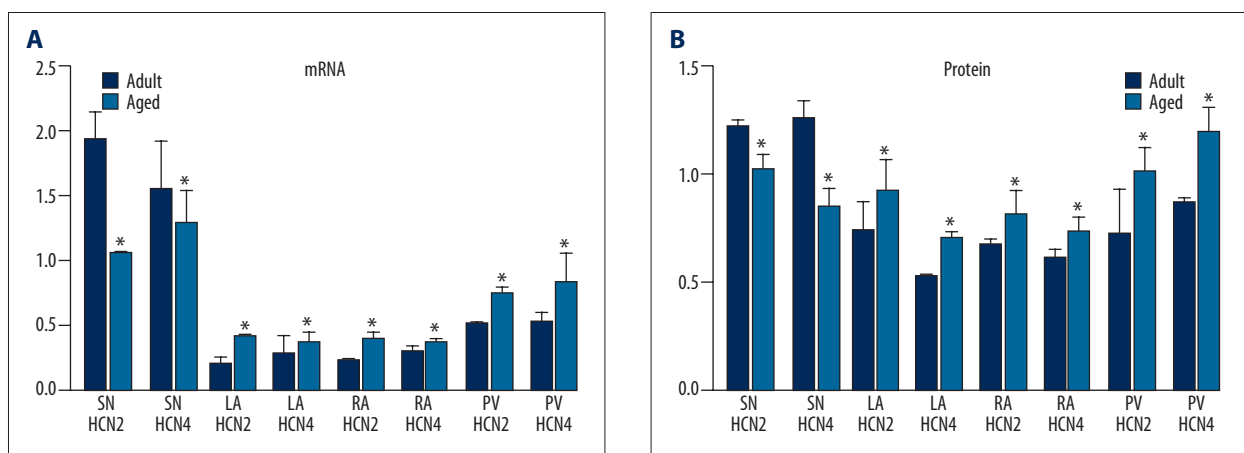 A
mRNA
Adult
Aged
2.5
2.0
1.5
1.0
0.5
0.0
* * * * * * * *
SN SN LA LA RA RA PV PV
HCN2 HCN4 HCN2 HCN4 HCN2 HCN4 HCN2 HCN4
B
Protein
Adult
Aged
1.5
1.0
0.5
0.0
* * * * * * * *
SN SN LA LA RA RA PV PV
HCN2 HCN4 HCN2 HCN4 HCN2 HCN4 HCN2 HCN4